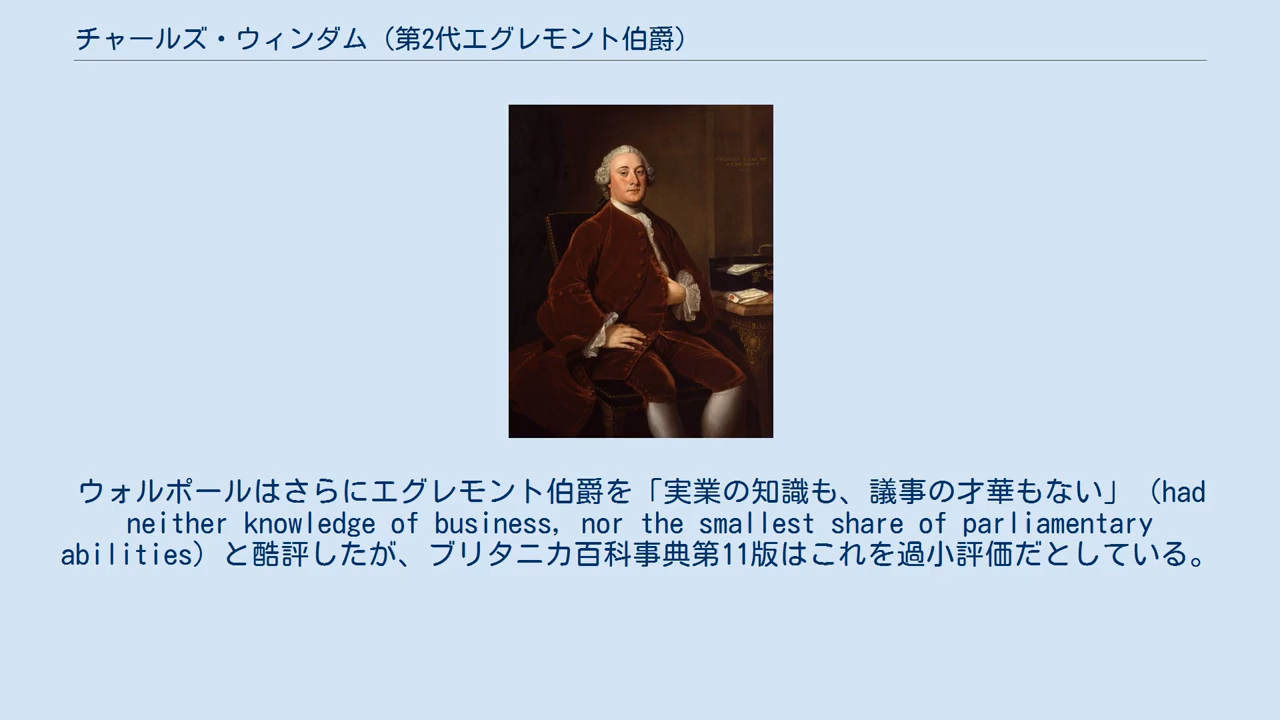 チャールズ・ウィンダム（第2代エグレモント伯爵）
ウォルポールはさらにエグレモント伯爵を「実業の知識も、議事の才華もない」（had
neither knowledge of business, nor the smallest share of parliamentary
abilities）と酷評したが、ブリタニカ百科事典第11版はこれを過小評価だとしている。